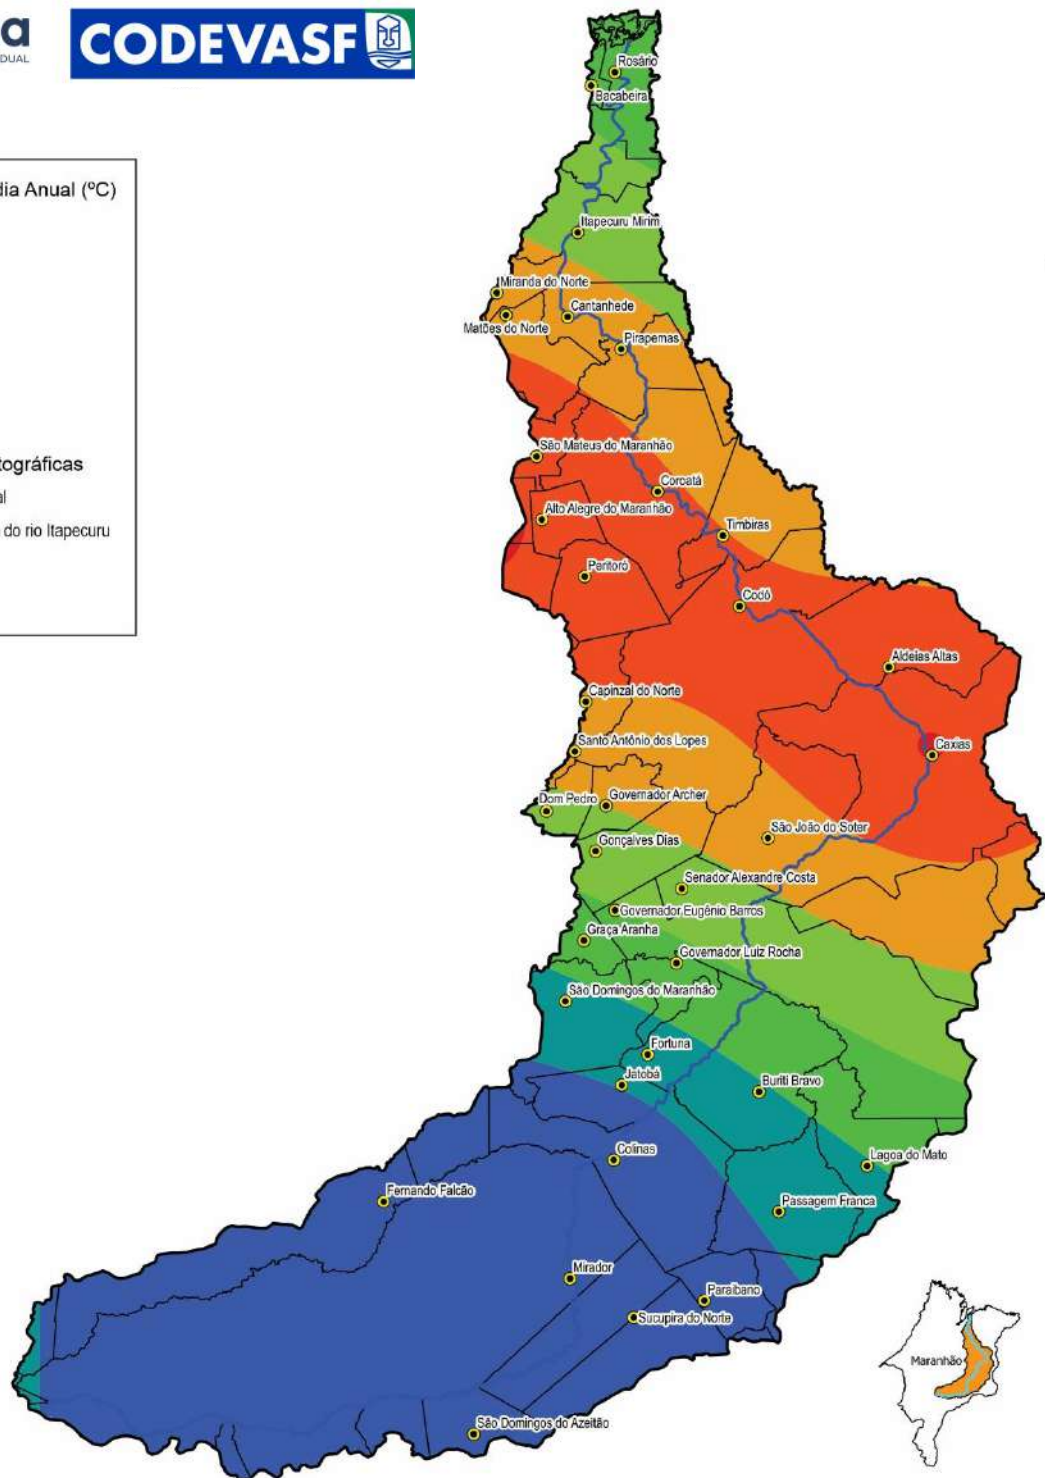 a
DUAL
CODEVASF
dia Anual (ºC)
tográficas
al
do rio Itapecuru
Rosário
Bacabeira
Itapecuru Mirim
Miranda do Norte
Cantanhede
Matões do Norte
Pirapemas
São Mateus do Maranhão
Coroatá
Alto Alegre do Maranhão
Timbiras
Peritoró
Codó
Aldeias Altas
Capinzal do Norte
Santo Antônio dos Lopes
Caxias
Dom Pedro
Governador Archer
São João do Soter
Gonçalves Dias
Senador Alexandre Costa
Governador Eugênio Barros
Graça Aranha
Governador Luiz Rocha
São Domingos do Maranhão
Fortuna
Jatobá
Buriti Bravo
Colinas
Lagoa do Mato
Fernando Falcão
Passagem Franca
Mirador
Paraibano
Sucupira do Norte
Maranhão
São Domingos do Azeitão